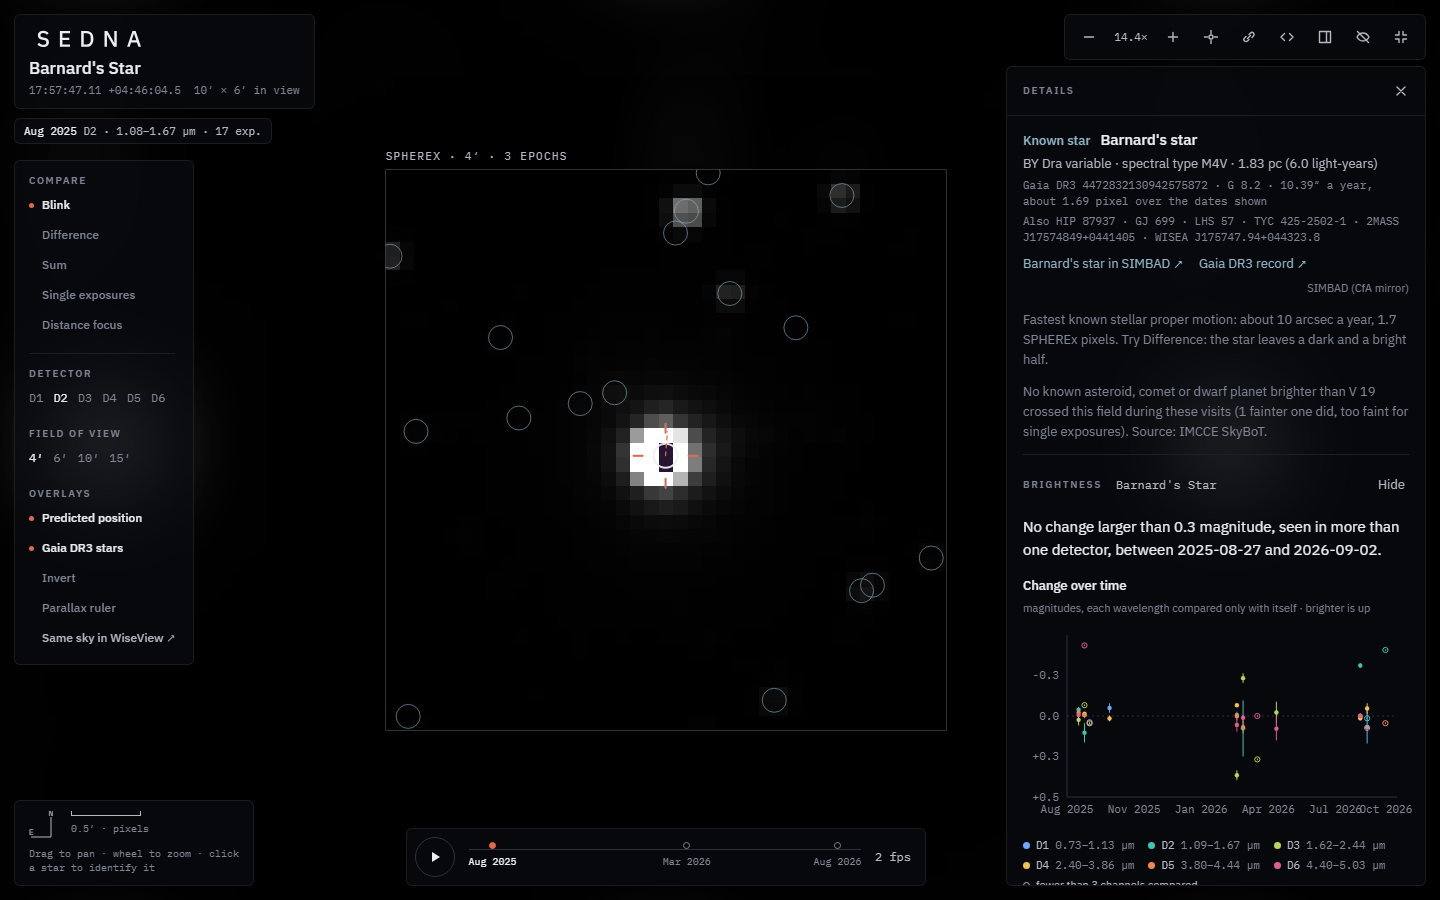 SEDNA
Barnard's Star
17:57:47.11 +04:46:04.5 10′ × 6′ in view
Aug 2025 D2 · 1.08–1.67 µm · 17 exp.
COMPARE
Blink
Difference
Sum
Single exposures
Distance focus
DETECTOR
D1 D2 D3 D4 D5 D6
FIELD OF VIEW
4′ 6′ 10′ 15′
OVERLAYS
Predicted position
Gaia DR3 stars
Invert
Parallax ruler
Same sky in WiseView ↗
N
E
0.5′ · pixels
Drag to pan · wheel to zoom · click
a star to identify it
SPHEREX · 4′ · 3 EPOCHS
Aug 2025 Mar 2026 Aug 2026
2 fps
14.4×
DETAILS
Known star Barnard's star
BY Dra variable · spectral type M4V · 1.83 pc (6.0 light-years)
Gaia DR3 4472832130942575872 · G 8.2 · 10.39″ a year,
about 1.69 pixel over the dates shown
Also HIP 87937 · GJ 699 · LHS 57 · TYC 425-2502-1 · 2MASS
J17574849+0441405 · WISEA J175747.94+044323.8
Barnard's star in SIMBAD ↗ Gaia DR3 record ↗
SIMBAD (CfA mirror)
Fastest known stellar proper motion: about 10 arcsec a year, 1.7
SPHEREx pixels. Try Difference: the star leaves a dark and a bright
half.
No known asteroid, comet or dwarf planet brighter than V 19
crossed this field during these visits (1 fainter one did, too faint for
single exposures). Source: IMCCE SkyBoT.
BRIGHTNESS Barnard's Star Hide
No change larger than 0.3 magnitude, seen in more than
one detector, between 2025-08-27 and 2026-09-02.
Change over time
magnitudes, each wavelength compared only with itself · brighter is up
-0.3
0.0
+0.3
+0.5
Aug 2025 Nov 2025 Jan 2026 Apr 2026 Jul 2026 Oct 2026
D1 0.73–1.13 µm D2 1.09–1.67 µm D3 1.62–2.44 µm
D4 2.40–3.86 µm D5 3.80–4.44 µm D6 4.40–5.03 µm
fewer than 3 channels compared